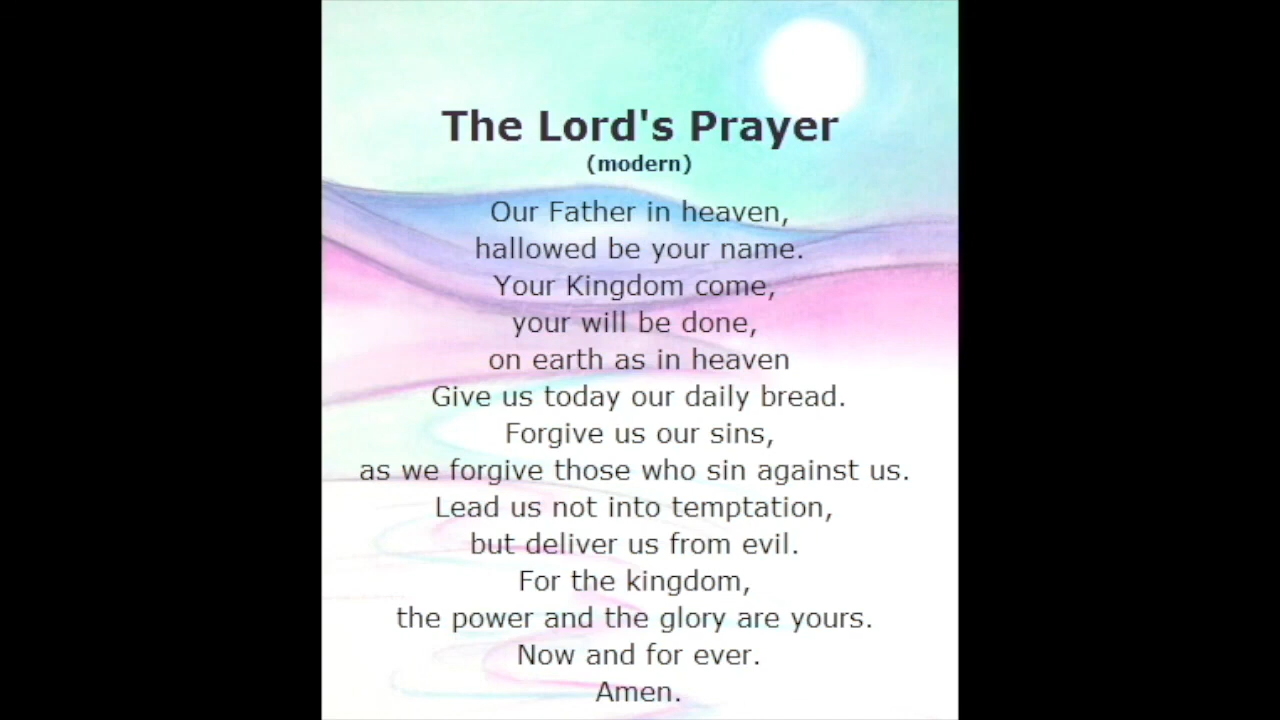 The Lord's Prayer
(modern)
Our Father in heaven,
hallowed be your name.
Your Kingdom come,
your will be done,
on earth as in heaven
Give us today our daily bread.
Forgive us our sins,
as we forgive those who sin against us.
Lead us not into temptation,
but deliver us from evil.
For the kingdom,
the power and the glory are yours.
Now and for ever.
Amen.